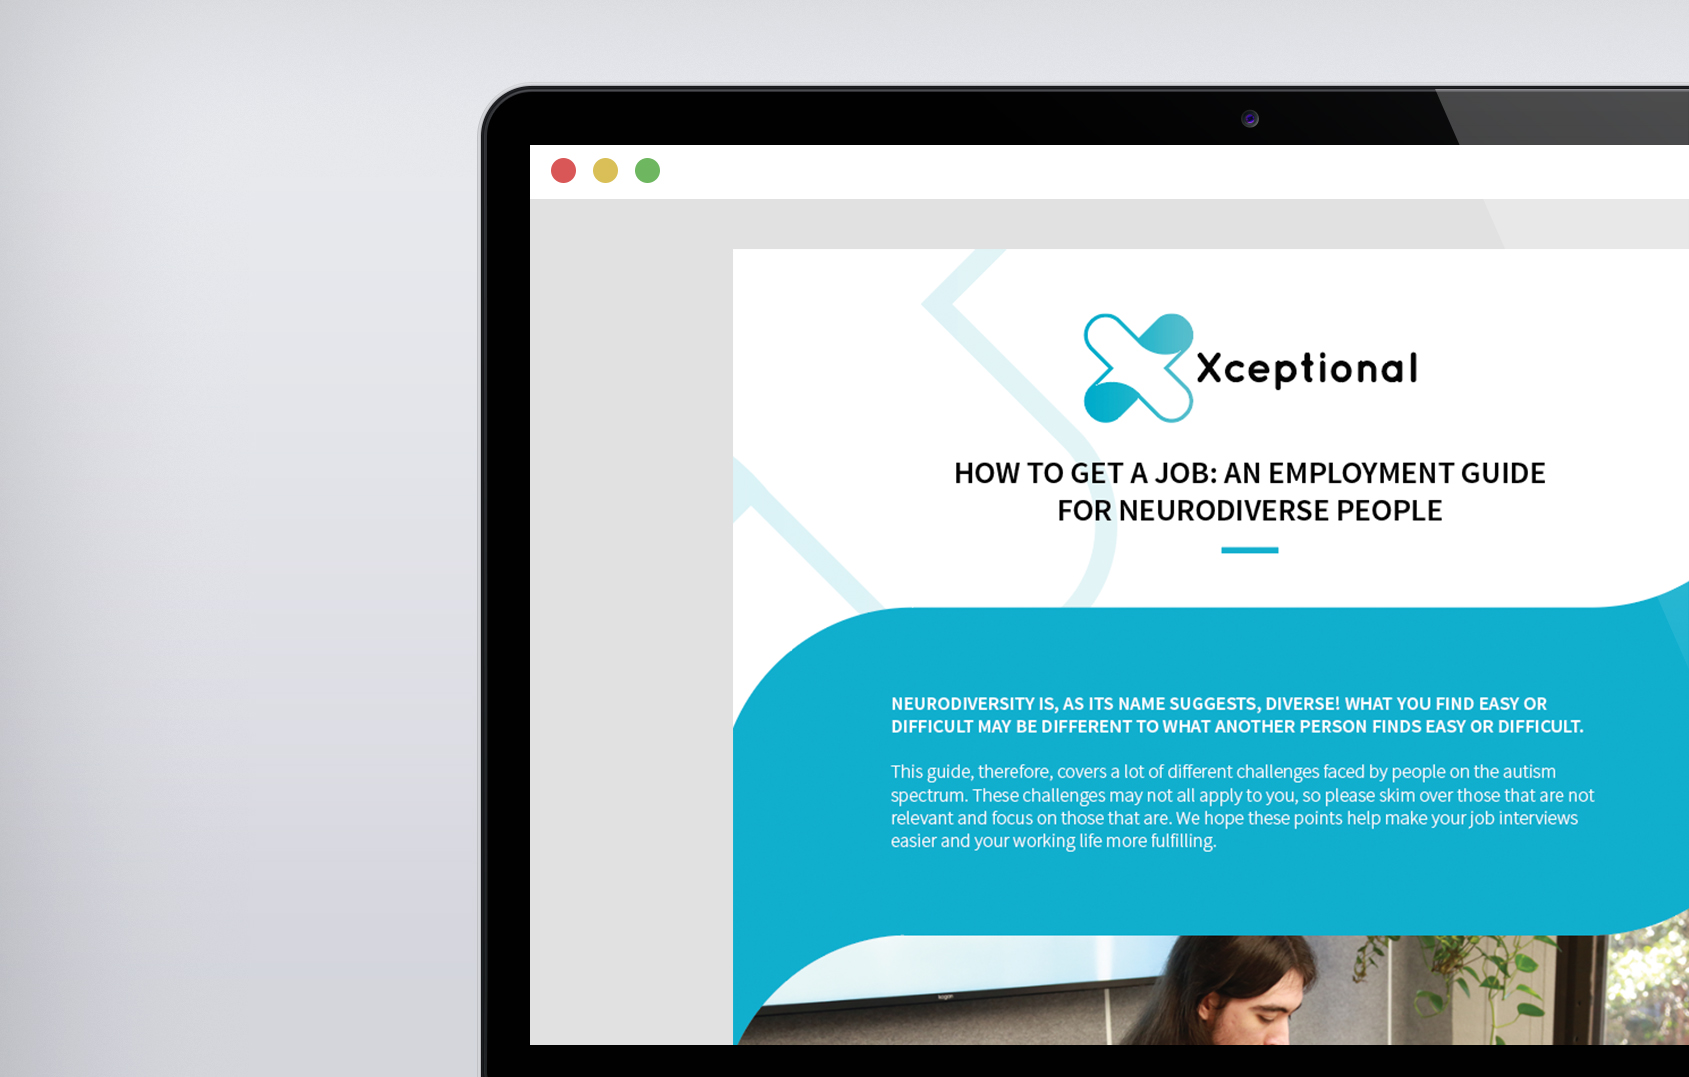 Xceptional
HOW TO GET A JOB: AN EMPLOYMENT GUIDE
FOR NEURODIVERSE PEOPLE
NEURODIVERSITY IS, AS ITS NAME SUGGESTS, DIVERSE! WHAT YOU FIND EASY OR
DIFFICULT MAY BE DIFFERENT TO WHAT ANOTHER PERSON FINDS EASY OR DIFFICULT.
This guide, therefore, covers a lot of different challenges faced by people on the autism
spectrum. These challenges may not all apply to you, so please skim over those that are not
relevant and focus on those that are. We hope these points help make your job interviews
easier and your working life more fulfilling.